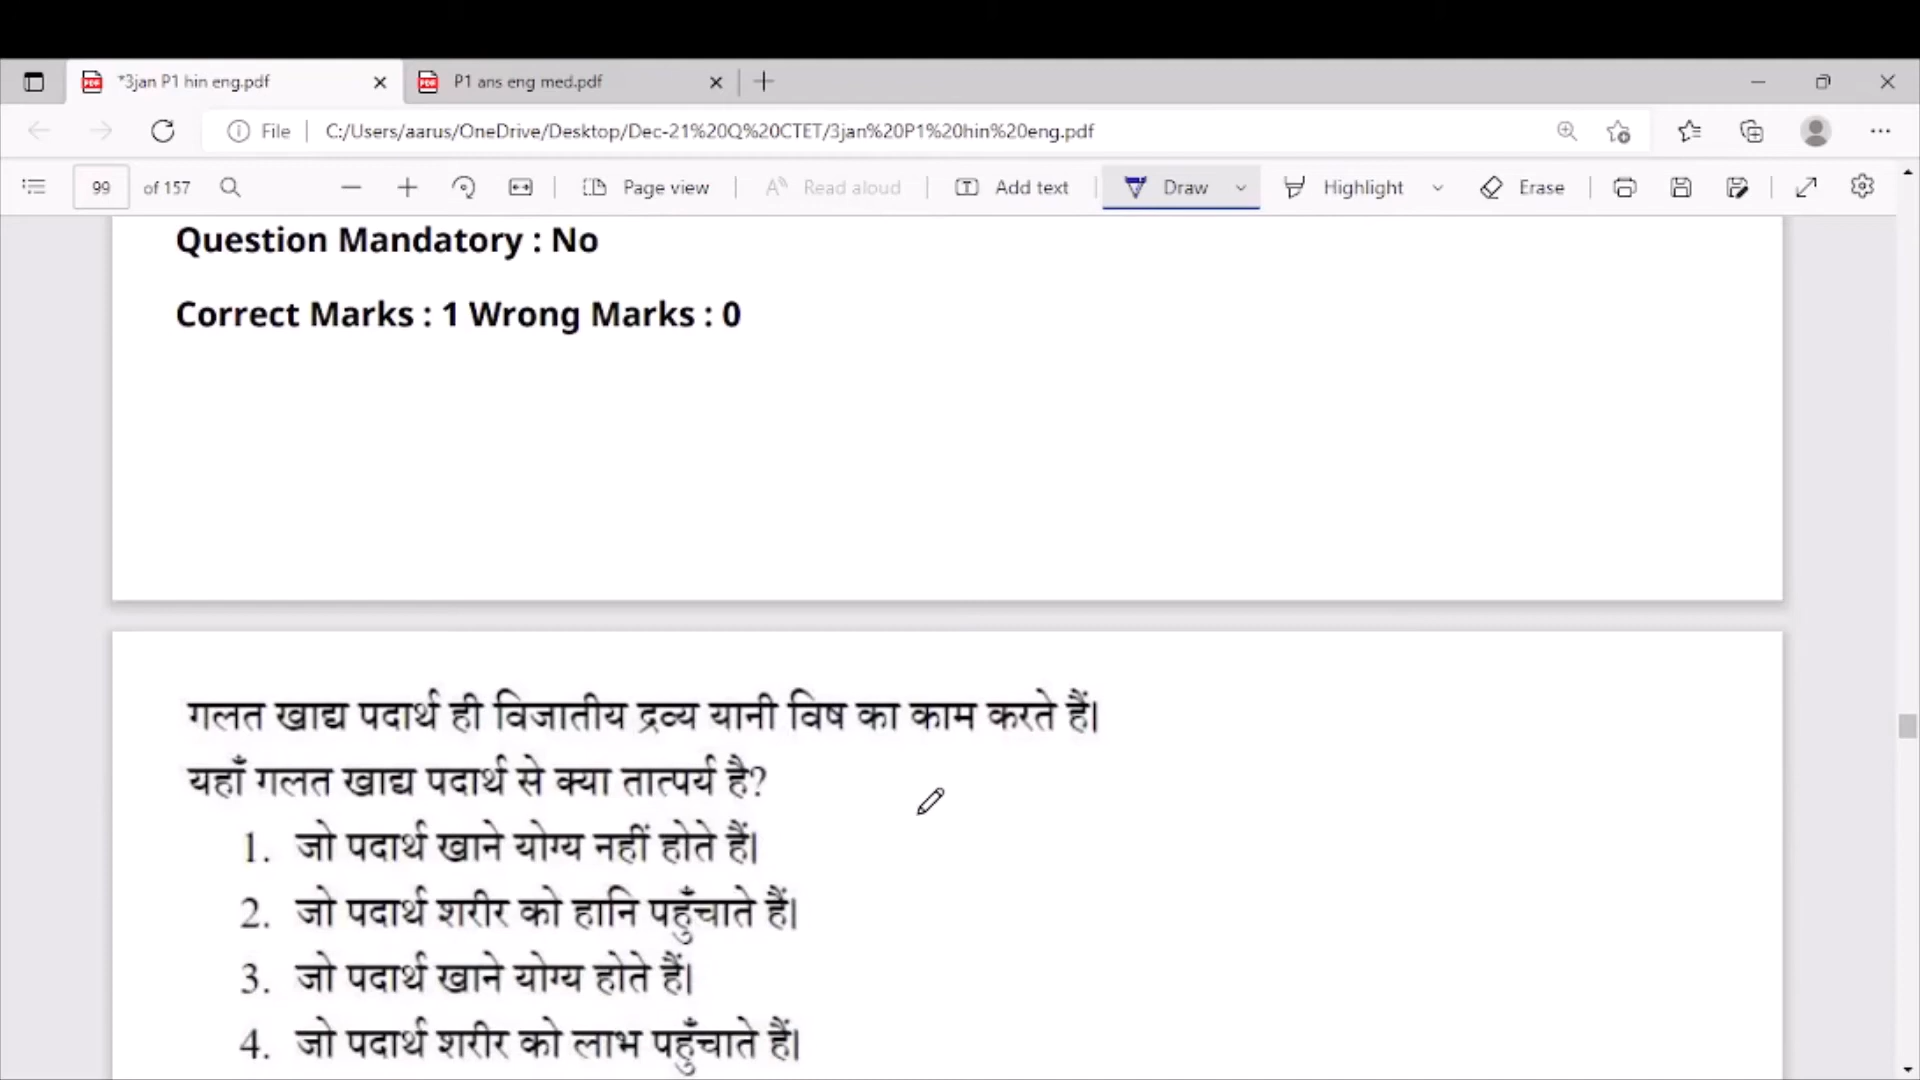 *3jan P1 hin eng.pdf
P1 ans eng med.pdf
File
C:/Users/aarus/OneDrive/Desktop/Dec-21%20Q%20CTET/3jan%20P1%20hin%20eng.pdf
99 of 157
Page view
Read aloud
Add text
Draw
Highlight
Erase
Question Mandatory : No
Correct Marks : 1 Wrong Marks : 0
गलत खाद्य पदार्थ ही विजातीय द्रव्य यानी विष का काम करते हैं|
यहाँ गलत खाद्य पदार्थ से क्या तात्पर्य है?
1. जो पदार्थ खाने योग्य नहीं होते हैं|
2. जो पदार्थ शरीर को हानि पहुँचाते हैं|
3. जो पदार्थ खाने योग्य होते हैं|
4. जो पदार्थ शरीर को लाभ पहुँचाते हैं|